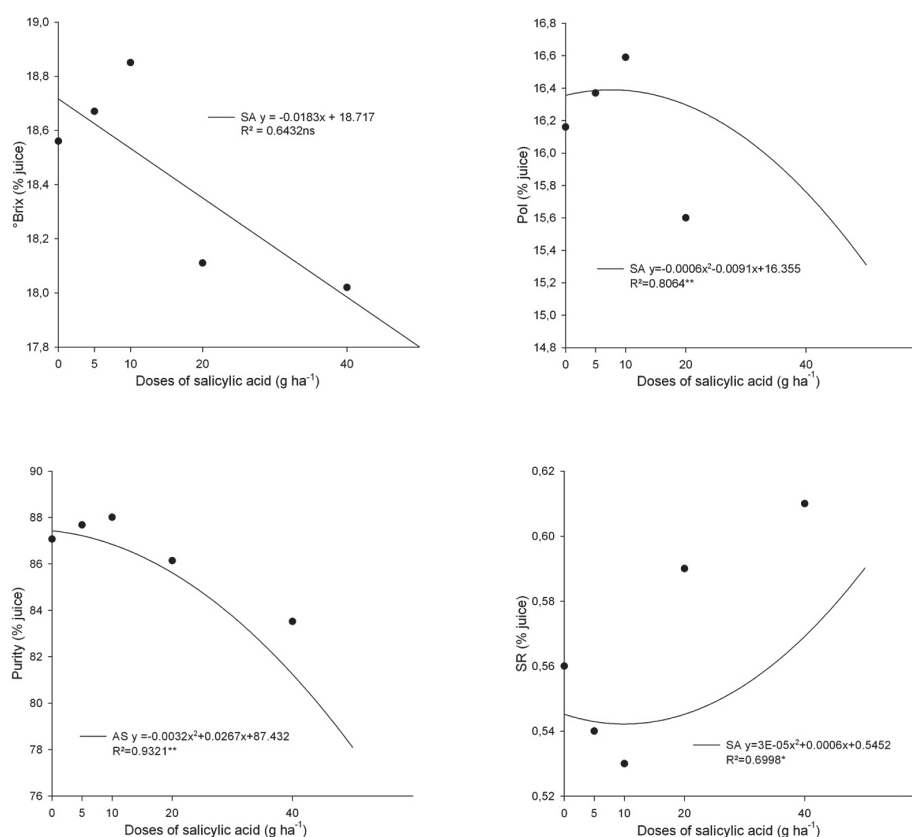 19,0
18,8
18,6
18,4
18,2
18,0
17,8
°Brix (% juice)
SA y = -0.0183x + 18.717
R² = 0.6432ns
0 5 10 20 40
Doses of salicylic acid (g ha⁻¹)
16,8
16,6
16,4
16,2
16,0
15,8
15,6
15,4
15,2
15,0
14,8
Pol (% juice)
SA y=-0.0006x²-0.0091x+16.355
R²=0.8064**
0 5 10 20 40
Doses of salicylic acid (g ha⁻¹)
90
88
86
84
82
80
78
76
Purity (% juice)
AS y =-0.0032x²+0.0267x+87.432
R²=0.9321**
0 5 10 20 40
Doses of salicylic acid (g ha⁻¹)
0,62
0,60
0,58
0,56
0,54
0,52
SR (% juice)
SA y=3E-05x²+0.0006x+0.5452
R²=0.6998*
0 5 10 20 40
Doses of salicylic acid (g ha⁻¹)